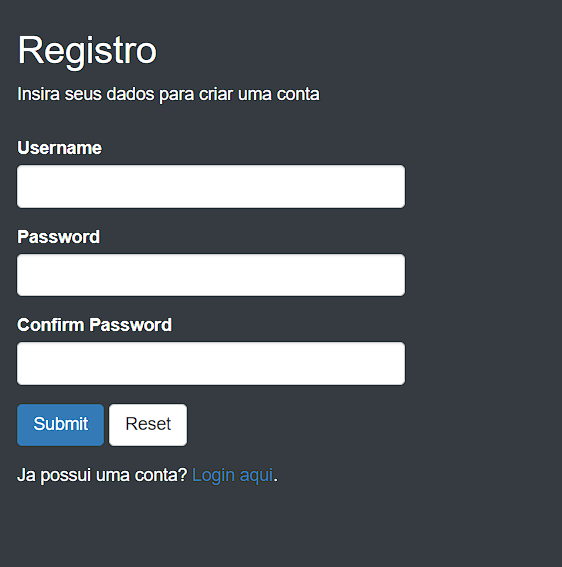 Registro
Insira seus dados para criar uma conta
Username
Password
Confirm Password
Submit Reset
Ja possui uma conta? Login aqui.